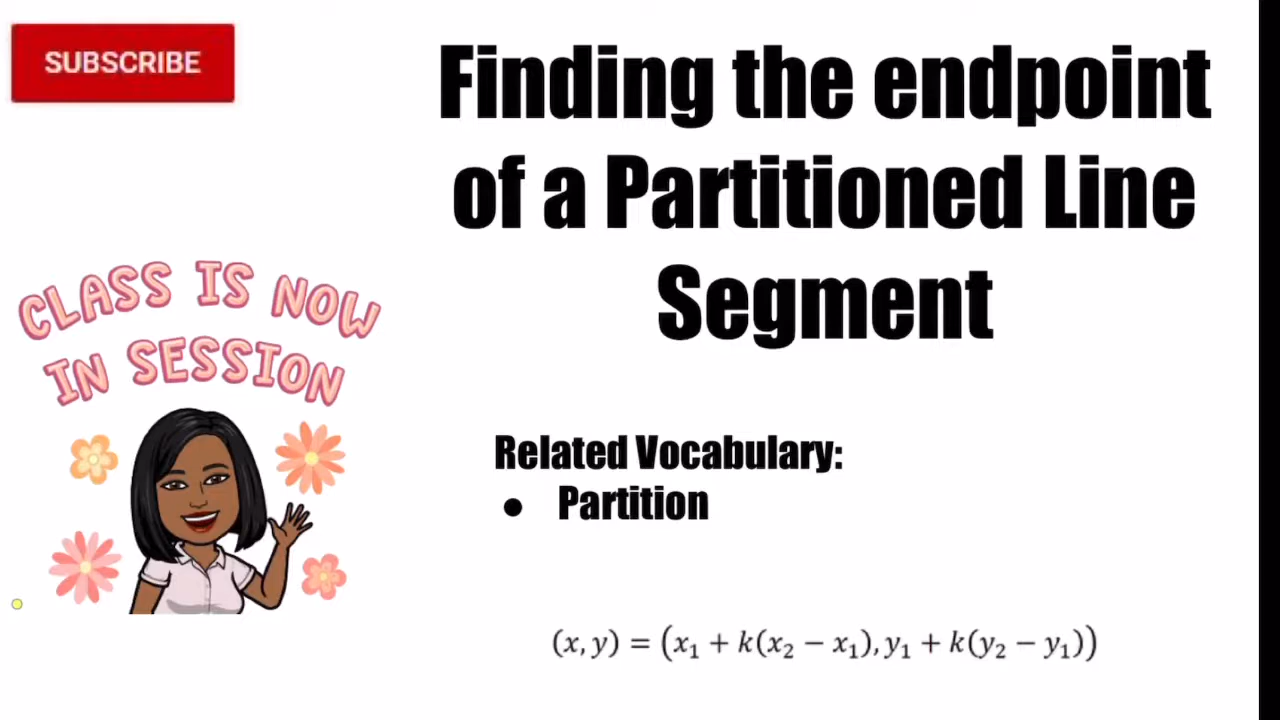 SUBSCRIBE
Finding the endpoint
of a Partitioned Line
Segment
CLASS IS NOW
IN SESSION
Related Vocabulary:
● Partition
(x, y) = (x₁ + k(x₂ − x₁), y₁ + k(y₂ − y₁))